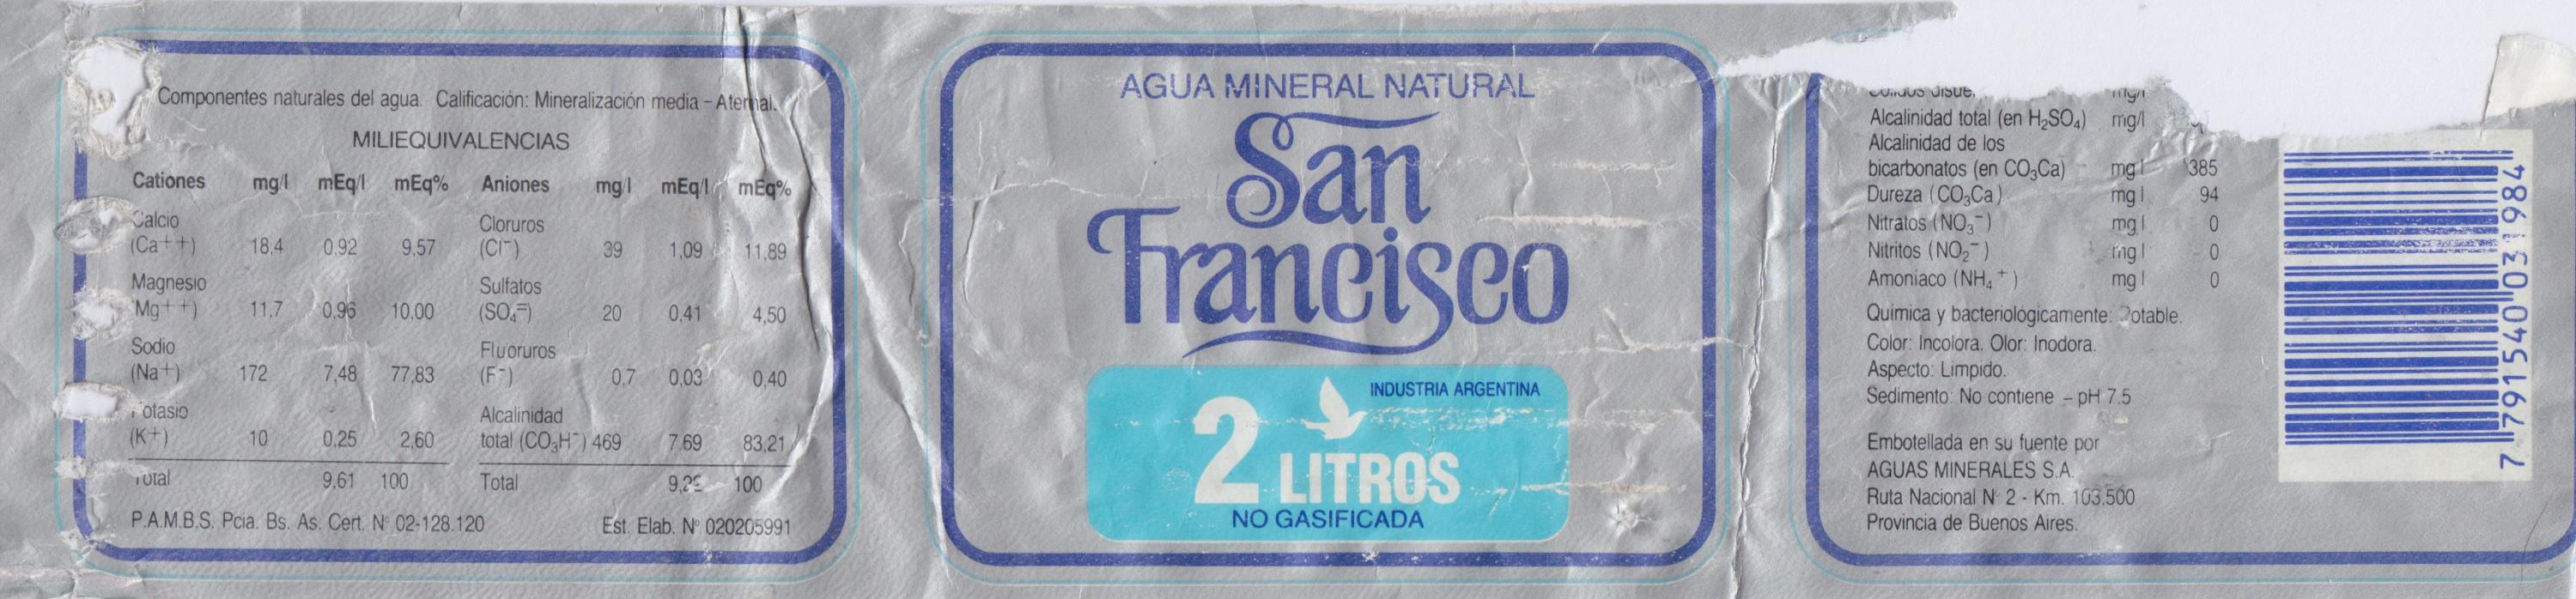 Componentes naturales del agua. Calificación: Mineralización media – Atermal.
MILIEQUIVALENCIAS
Cationes mg/l mEq/l mEq% Aniones mg/l mEq/l mEq%
Calcio Cloruros
(Ca++) 18,4 0,92 9,57 (Cl-) 39 1,09 11,89
Magnesio Sulfatos
Mg++) 11,7 0,96 10,00 (SO4=) 20 0,41 4,50
Sodio Fluoruros
(Na+) 172 7,48 77,83 (F-) 0,7 0,03 0,40
Potasio Alcalinidad
(K+) 10 0,25 2,60 total (CO3H-) 469 7.69 83,21
Total 9.61 100 Total 100
P.A.M.B.S. Pcia. Bs. As. Cert. Nº 02-128.120 Est. Elab. Nº 020205991
AGUA MINERAL NATURAL
San
Francisco
INDUSTRIA ARGENTINA
2 LITROS
NO GASIFICADA
mg/l
Alcalinidad total (en H2SO4) mg/l
Alcalinidad de los
bicarbonatos (en CO3Ca) mg l 385
Dureza (CO3Ca) mg l 94
Nitratos (NO3-) mg l 0
Nitritos (NO2-) mg l 0
Amoniaco (NH4+) mg l 0
Química y bacteriológicamente: Potable.
Color: Incolora. Olor: Inodora.
Aspecto: Limpido.
Sedimento: No contiene – pH 7.5
Embotellada en su fuente por
AGUAS MINERALES S.A.
Ruta Nacional Nº 2 - Km. 103.500
Provincia de Buenos Aires.
7 791540 031984